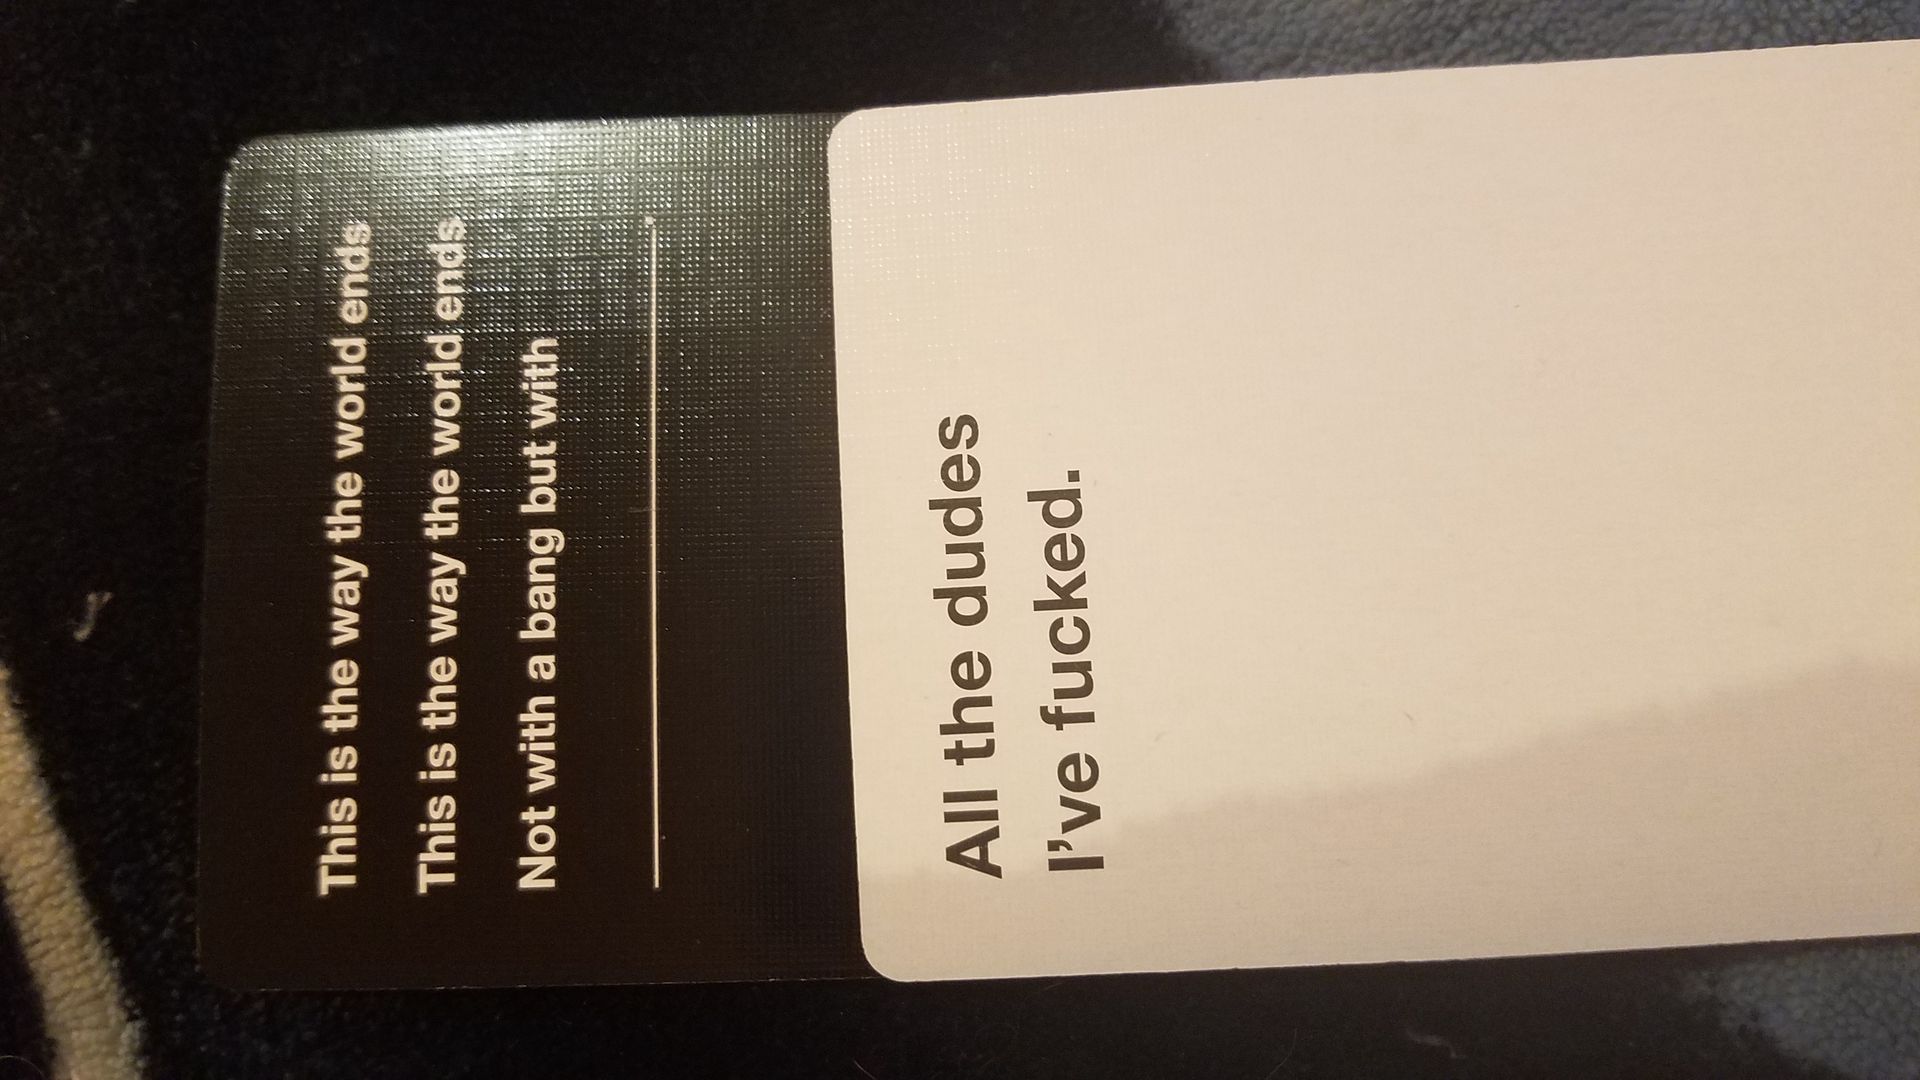 This is the way the world ends
This is the way the world ends
Not with a bang but with
All the dudes
I've fucked.